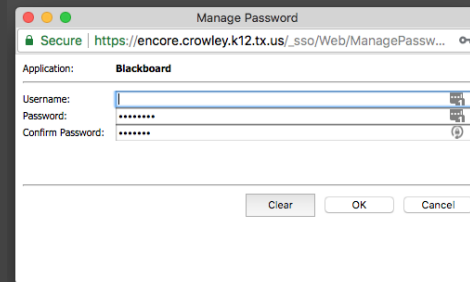 Manage Password
Secure | https://encore.crowley.k12.tx.us/_sso/Web/ManagePassw...
Application: Blackboard
Username:
Password: ••••••••
Confirm Password: •••••••
Clear OK Cancel